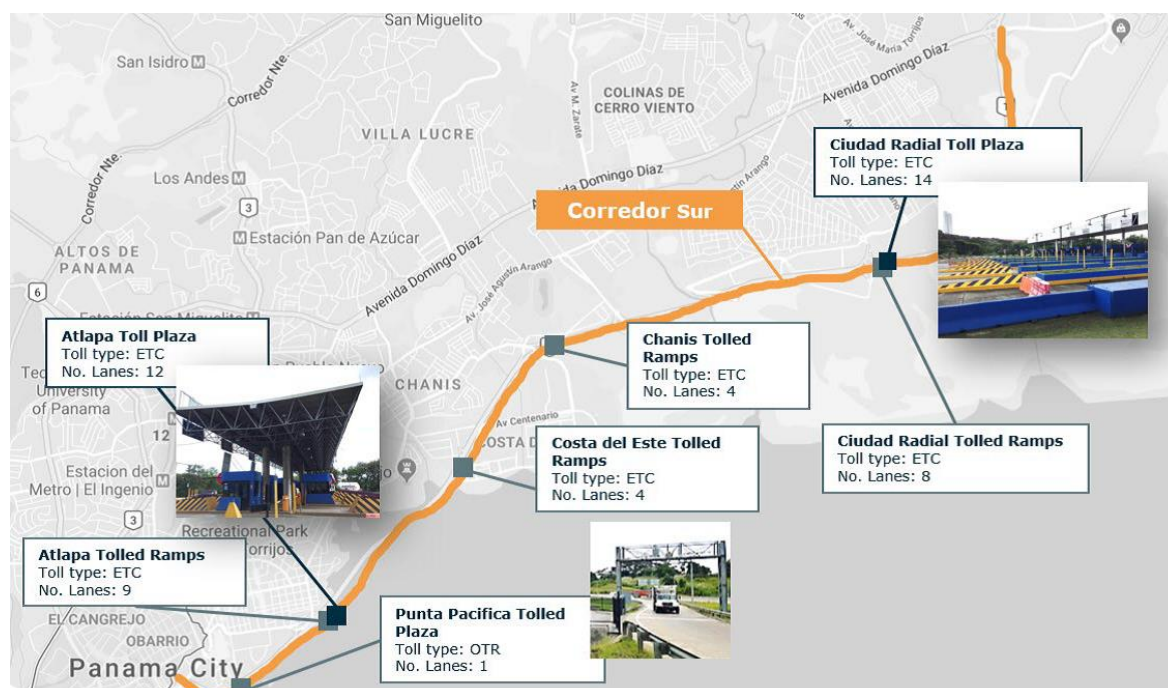 San Miguelito
San Isidro
Corredor Nte.
Av. José María Torrijos
Avenida Domingo Díaz
COLINAS DE
CERRO VIENTO
Av M. Zarate
VILLA LUCRE
1
Ciudad Radial Toll Plaza
Toll type: ETC
No. Lanes: 14
Corredor Nte.
Los Andes
3
Avenida Domingo Díaz
Corredor Sur
Estación Pan de Azúcar
ALTOS DE
PANAMA
6
Avenida Domingo Díaz
Av. José Agustín Arango
Estación San Miguelito
Atlapa Toll Plaza
Toll type: ETC
No. Lanes: 12
Chanis Tolled
Ramps
Toll type: ETC
No. Lanes: 4
University
of Panama
CHANIS
12
Av Centenario
Costa del Este Tolled
Ramps
Toll type: ETC
No. Lanes: 4
Ciudad Radial Tolled Ramps
Toll type: ETC
No. Lanes: 8
Estacion del
Metro | El Ingenio
3
Recreational Park
Atlapa Tolled Ramps
Toll type: ETC
No. Lanes: 9
Punta Pacifica Tolled
Plaza
Toll type: OTR
No. Lanes: 1
EL CANGREJO
OBARRIO
Panama City